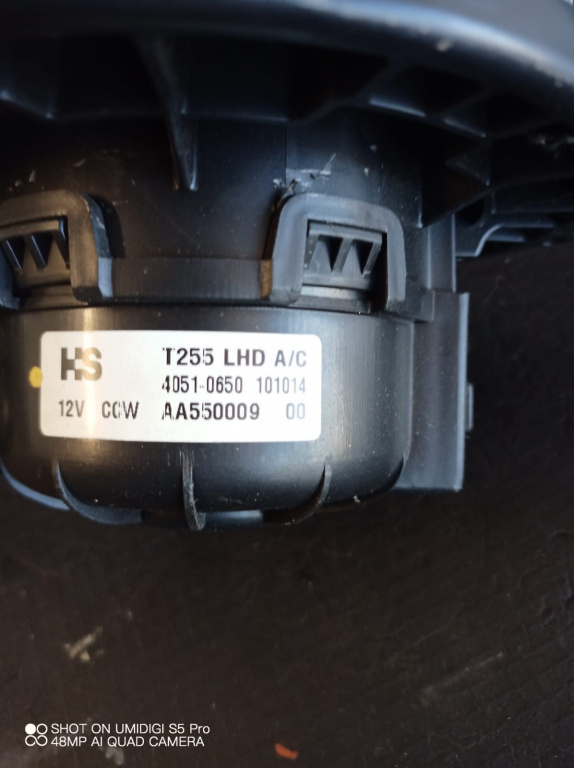 HS T255 LHD A/C
4051-0650 101014
12V CCW AA550009 00
SHOT ON UMIDIGI S5 Pro
48MP AI QUAD CAMERA